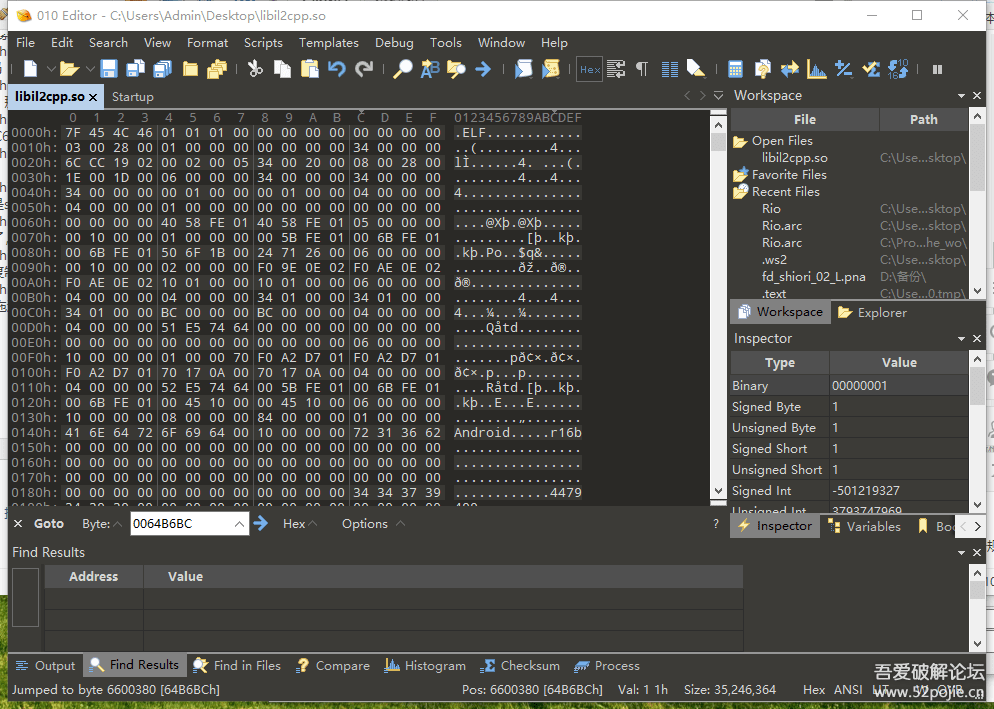 010 Editor - C:\Users\Admin\Desktop\libil2cpp.so
File Edit Search View Format Scripts Templates Debug Tools Window Help
libil2cpp.so × Startup
Workspace
0 1 2 3 4 5 6 7 8 9 A B C D E F 0123456789ABCDEF
0000h: 7F 45 4C 46 01 01 01 00 00 00 00 00 00 00 00 00 .ELF............
0010h: 03 00 28 00 01 00 00 00 00 00 00 00 34 00 00 00 ..(.........4...
0020h: 6C CC 19 02 00 02 00 05 34 00 20 00 08 00 28 00 lÌ......4. ...(.
0030h: 1E 00 1D 00 06 00 00 00 34 00 00 00 34 00 00 00 ........4...4...
0040h: 34 00 00 00 00 01 00 00 00 01 00 00 04 00 00 00 4...............
0050h: 04 00 00 00 01 00 00 00 00 00 00 00 00 00 00 00 ................
0060h: 00 00 00 00 40 58 FE 01 40 58 FE 01 05 00 00 00 ....@Xþ.@Xþ.....
0070h: 00 10 00 00 01 00 00 00 00 5B FE 01 00 6B FE 01 .........[þ..kþ.
0080h: 00 6B FE 01 50 6F 1B 00 24 71 26 00 06 00 00 00 .kþ.Po..$q&.....
0090h: 00 10 00 00 02 00 00 00 F0 9E 0E 02 F0 AE 0E 02 ........ðž..ð®..
00A0h: F0 AE 0E 02 10 01 00 00 10 01 00 00 06 00 00 00 ð®..............
00B0h: 04 00 00 00 04 00 00 00 34 01 00 00 34 01 00 00 ........4...4...
00C0h: 34 01 00 00 BC 00 00 00 BC 00 00 00 04 00 00 00 4...¼...¼.......
00D0h: 04 00 00 00 51 E5 74 64 00 00 00 00 00 00 00 00 ....Qåtd........
00E0h: 00 00 00 00 00 00 00 00 00 00 00 00 06 00 00 00 ................
00F0h: 10 00 00 00 01 00 00 70 F0 A2 D7 01 F0 A2 D7 01 .......pð¢×.ð¢×.
0100h: F0 A2 D7 01 70 17 0A 00 70 17 0A 00 04 00 00 00 ð¢×.p...p.......
0110h: 04 00 00 00 52 E5 74 64 00 5B FE 01 00 6B FE 01 ....Råtd.[þ..kþ.
0120h: 00 6B FE 01 00 45 10 00 00 45 10 00 06 00 00 00 .kþ..E...E......
0130h: 10 00 00 00 08 00 00 00 84 00 00 00 01 00 00 00 ........„.......
0140h: 41 6E 64 72 6F 69 64 00 10 00 00 00 72 31 36 62 Android.....r16b
0150h: 00 00 00 00 00 00 00 00 00 00 00 00 00 00 00 00 ................
0160h: 00 00 00 00 00 00 00 00 00 00 00 00 00 00 00 00 ................
0170h: 00 00 00 00 00 00 00 00 00 00 00 00 00 00 00 00 ................
0180h: 00 00 00 00 00 00 00 00 00 00 00 00 34 34 37 39 ............4479
File Path
Open Files
libil2cpp.so C:\Use...sktop\
Favorite Files
Recent Files
Rio C:\Use...sktop\
Rio.arc C:\Use...sktop\
Rio.arc C:\Pro...he_wo\
.ws2 C:\Use...sktop\
fd_shiori_02_L.pna D:\备份\
.text C:\Use...0.tmp\
Workspace Explorer
Inspector
Type Value
Binary 00000001
Signed Byte 1
Unsigned Byte 1
Signed Short 1
Unsigned Short 1
Signed Int -501219327
Unsigned Int 3793747969
Inspector Variables Boo
× Goto Byte: 0064B6BC Hex Options ?
Find Results
Address Value
Output Find Results Find in Files Compare Histogram Checksum Process
Jumped to byte 6600380 [64B6BCh] Pos: 6600380 [64B6BCh] Val: 1 1h Size: 35,246,364 Hex ANSI OVR
吾爱破解论坛
www.52pojie.cn